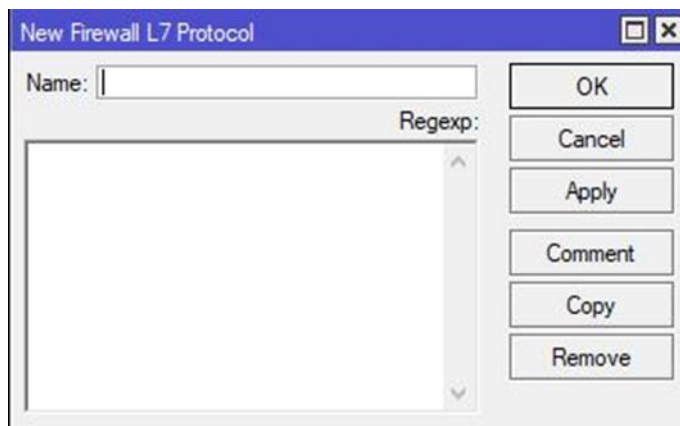 New Firewall L7 Protocol
Name:
Regexp:
OK
Cancel
Apply
Comment
Copy
Remove